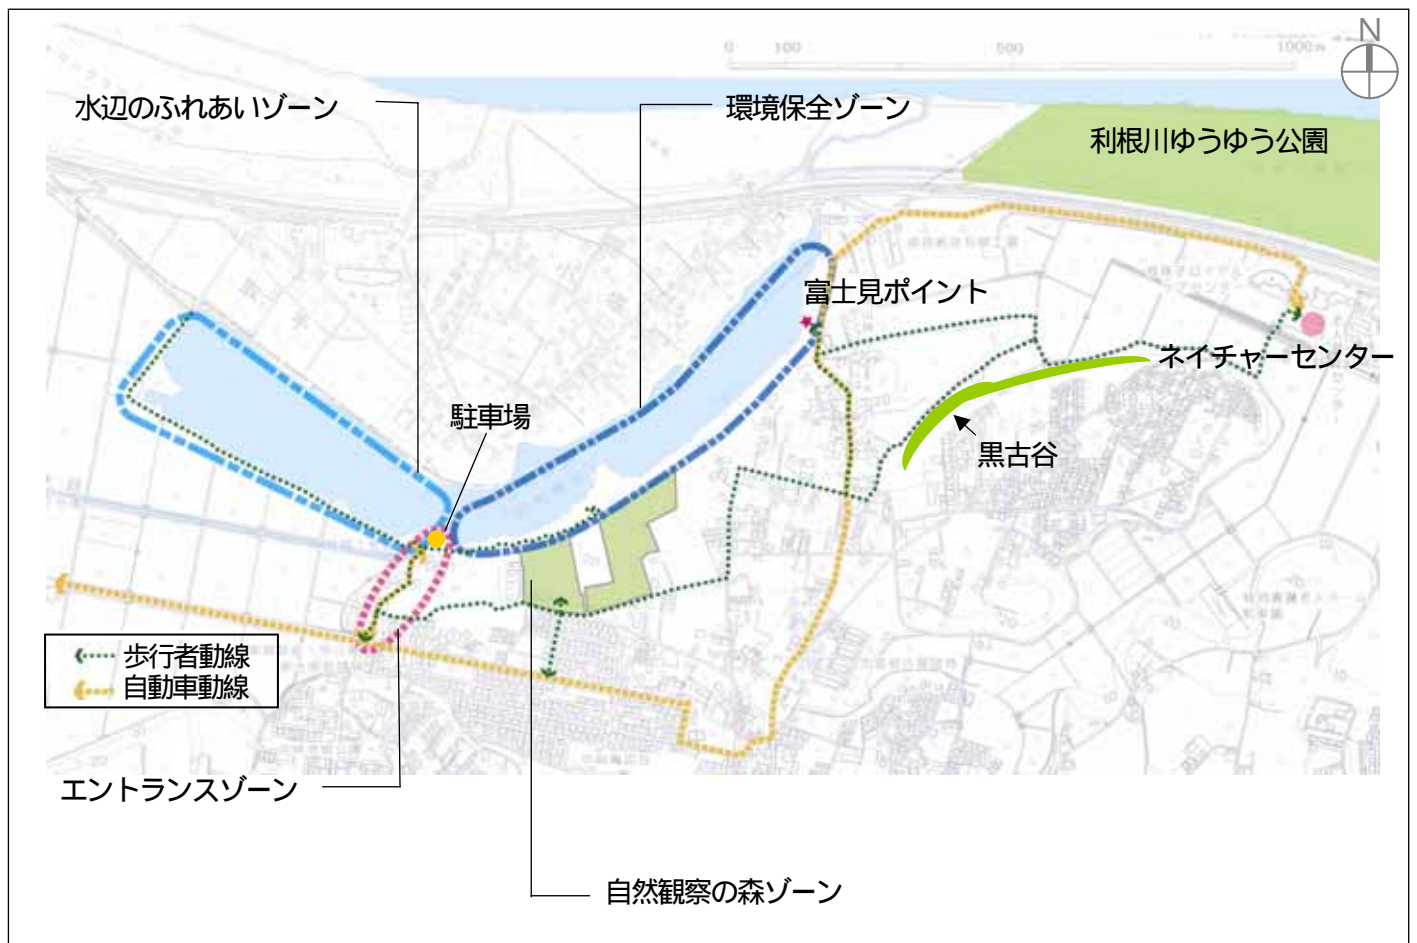 N
0 100 500 1000m
水辺のふれあいゾーン
環境保全ゾーン
利根川ゆうゆう公園
富士見ポイント
ネイチャーセンター
駐車場
黒古谷
歩行者動線
自動車動線
エントランスゾーン
自然観察の森ゾーン